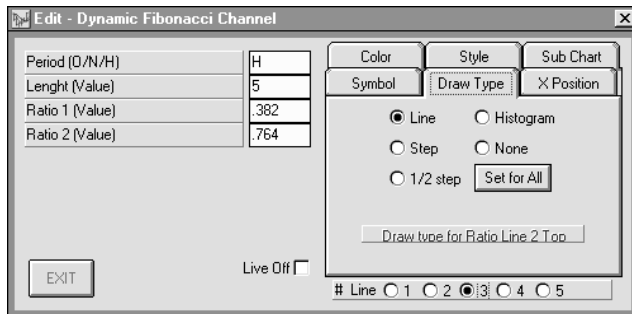 Edit - Dynamic Fibonacci Channel
Period (O/N/H) H
Lenght (Value) 5
Ratio 1 (Value) .382
Ratio 2 (Value) .764
Color Style Sub Chart
Symbol Draw Type X Position
Line Histogram
Step None
1/2 step Set for All
Draw type for Ratio Line 2 Top
EXIT
Live Off
# Line 1 2 3 4 5